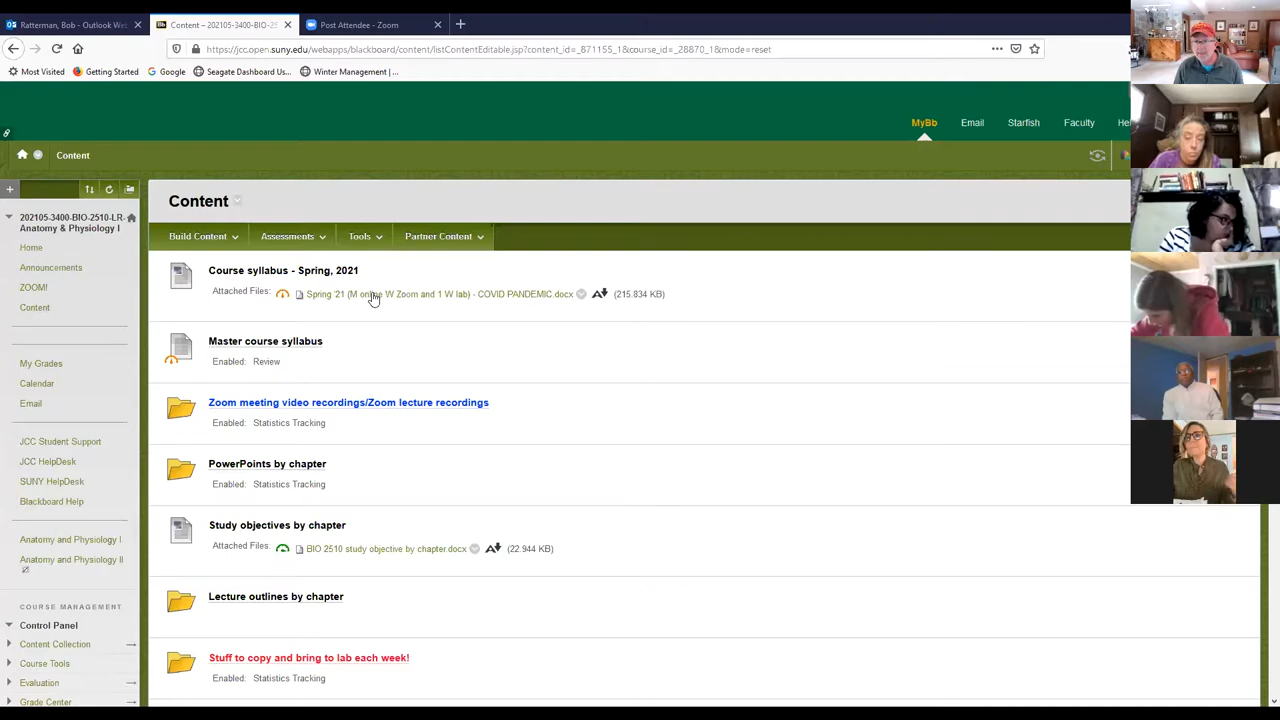 Ratterman, Bob - Outlook Web
Content – 202105-3400-BIO-25
Post Attendee - Zoom
https://jcc.open.suny.edu/webapps/blackboard/content/listContentEditable.jsp?content_id=_871155_1&course_id=_28870_1&mode=reset
Most Visited
Getting Started
Google
Seagate Dashboard Us...
Winter Management | ...
MyBb
Email
Starfish
Faculty
He
Content
202105-3400-BIO-2510-LR-
Anatomy & Physiology I
Home
Announcements
ZOOM!
Content
My Grades
Calendar
Email
JCC Student Support
JCC HelpDesk
SUNY HelpDesk
Blackboard Help
Anatomy and Physiology I
Anatomy and Physiology II
COURSE MANAGEMENT
Control Panel
Content Collection
Course Tools
Evaluation
Grade Center
Content
Build Content
Assessments
Tools
Partner Content
Course syllabus - Spring, 2021
Attached Files: Spring '21 (M online W Zoom and 1 W lab) - COVID PANDEMIC.docx (215.834 KB)
Master course syllabus
Enabled: Review
Zoom meeting video recordings/Zoom lecture recordings
Enabled: Statistics Tracking
PowerPoints by chapter
Enabled: Statistics Tracking
Study objectives by chapter
Attached Files: BIO 2510 study objective by chapter.docx (22.944 KB)
Lecture outlines by chapter
Stuff to copy and bring to lab each week!
Enabled: Statistics Tracking